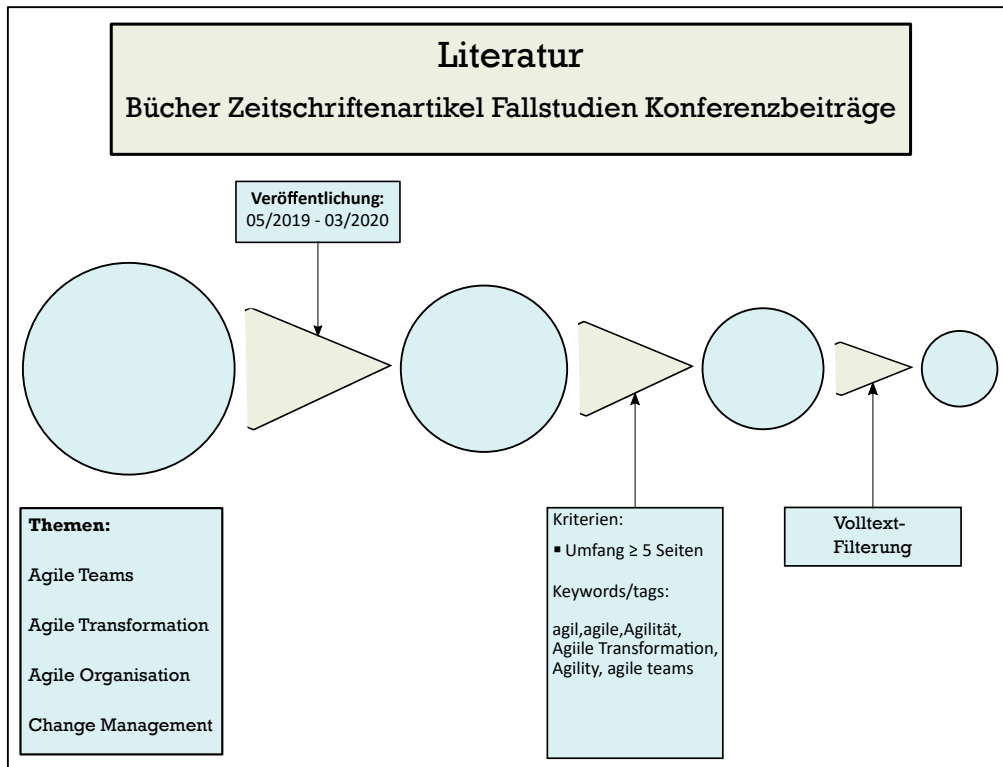 Literatur
Bücher Zeitschriftenartikel Fallstudien Konferenzbeiträge
Veröffentlichung:
05/2019 - 03/2020
Themen:
Agile Teams
Agile Transformation
Agile Organisation
Change Management
Kriterien:
▪ Umfang ≥ 5 Seiten
Keywords/tags:
agil,agile,Agilität,
Agiile Transformation,
Agility, agile teams
Volltext-
Filterung